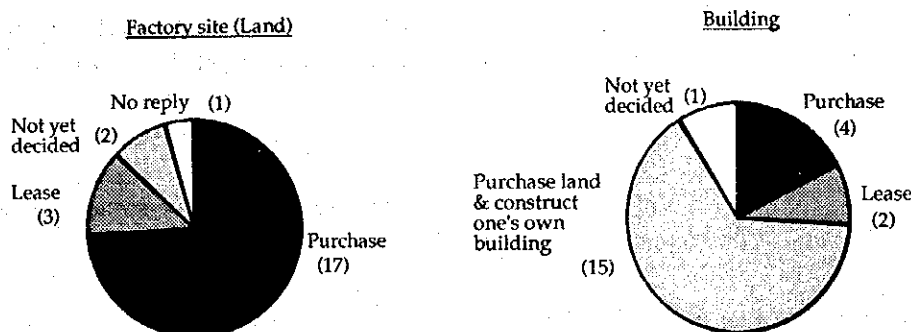 Factory site (Land)
No reply (1)
Not yet
decided (2)
Lease
(3)
Purchase
(17)
Building
Not yet
decided (1)
Purchase
(4)
Lease
(2)
Purchase land
& construct
one's own
building
(15)